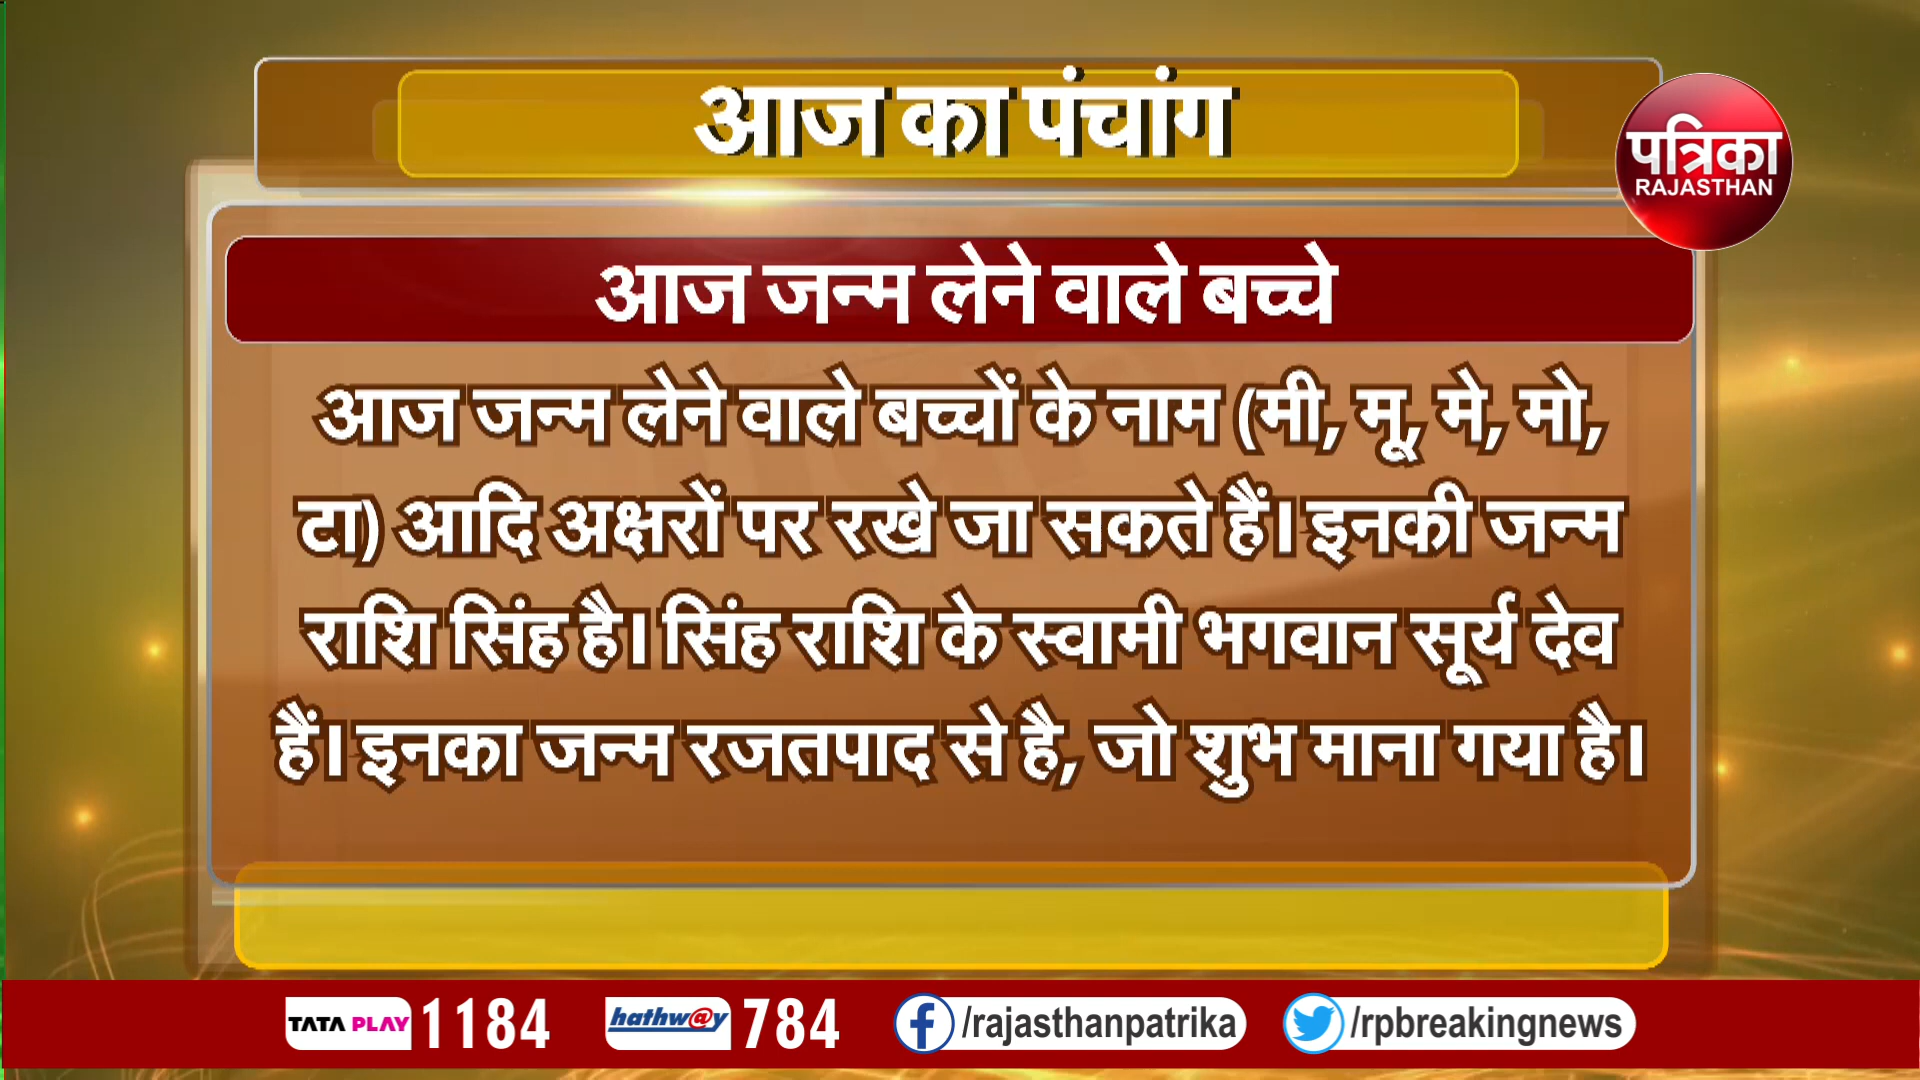 आज का पंचांग
पत्रिका
RAJASTHAN
आज जन्म लेने वाले बच्चे
आज जन्म लेने वाले बच्चों के नाम (मी, मू, मे, मो,
टा) आदि अक्षरों पर रखे जा सकते हैं। इनकी जन्म
राशि सिंह है। सिंह राशि के स्वामी भगवान सूर्य देव
हैं। इनका जन्म रजतपाद से है, जो शुभ माना गया है।
TATA PLAY 1184 hathw@y 784 /rajasthanpatrika /rpbreakingnews